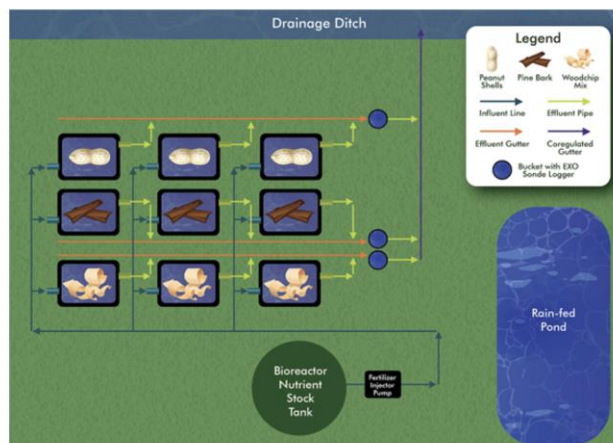 Drainage Ditch
Legend
Peanut
Shells
Pine Bark
Woodchip
Mix
Influent Line
Effluent Pipe
Effluent Gutter
Coregulated
Gutter
Bucket with EXO
Sonde Logger
Rain-fed
Pond
Bioreactor
Nutrient
Stock
Tank
Fertilizer
Injector
Pump